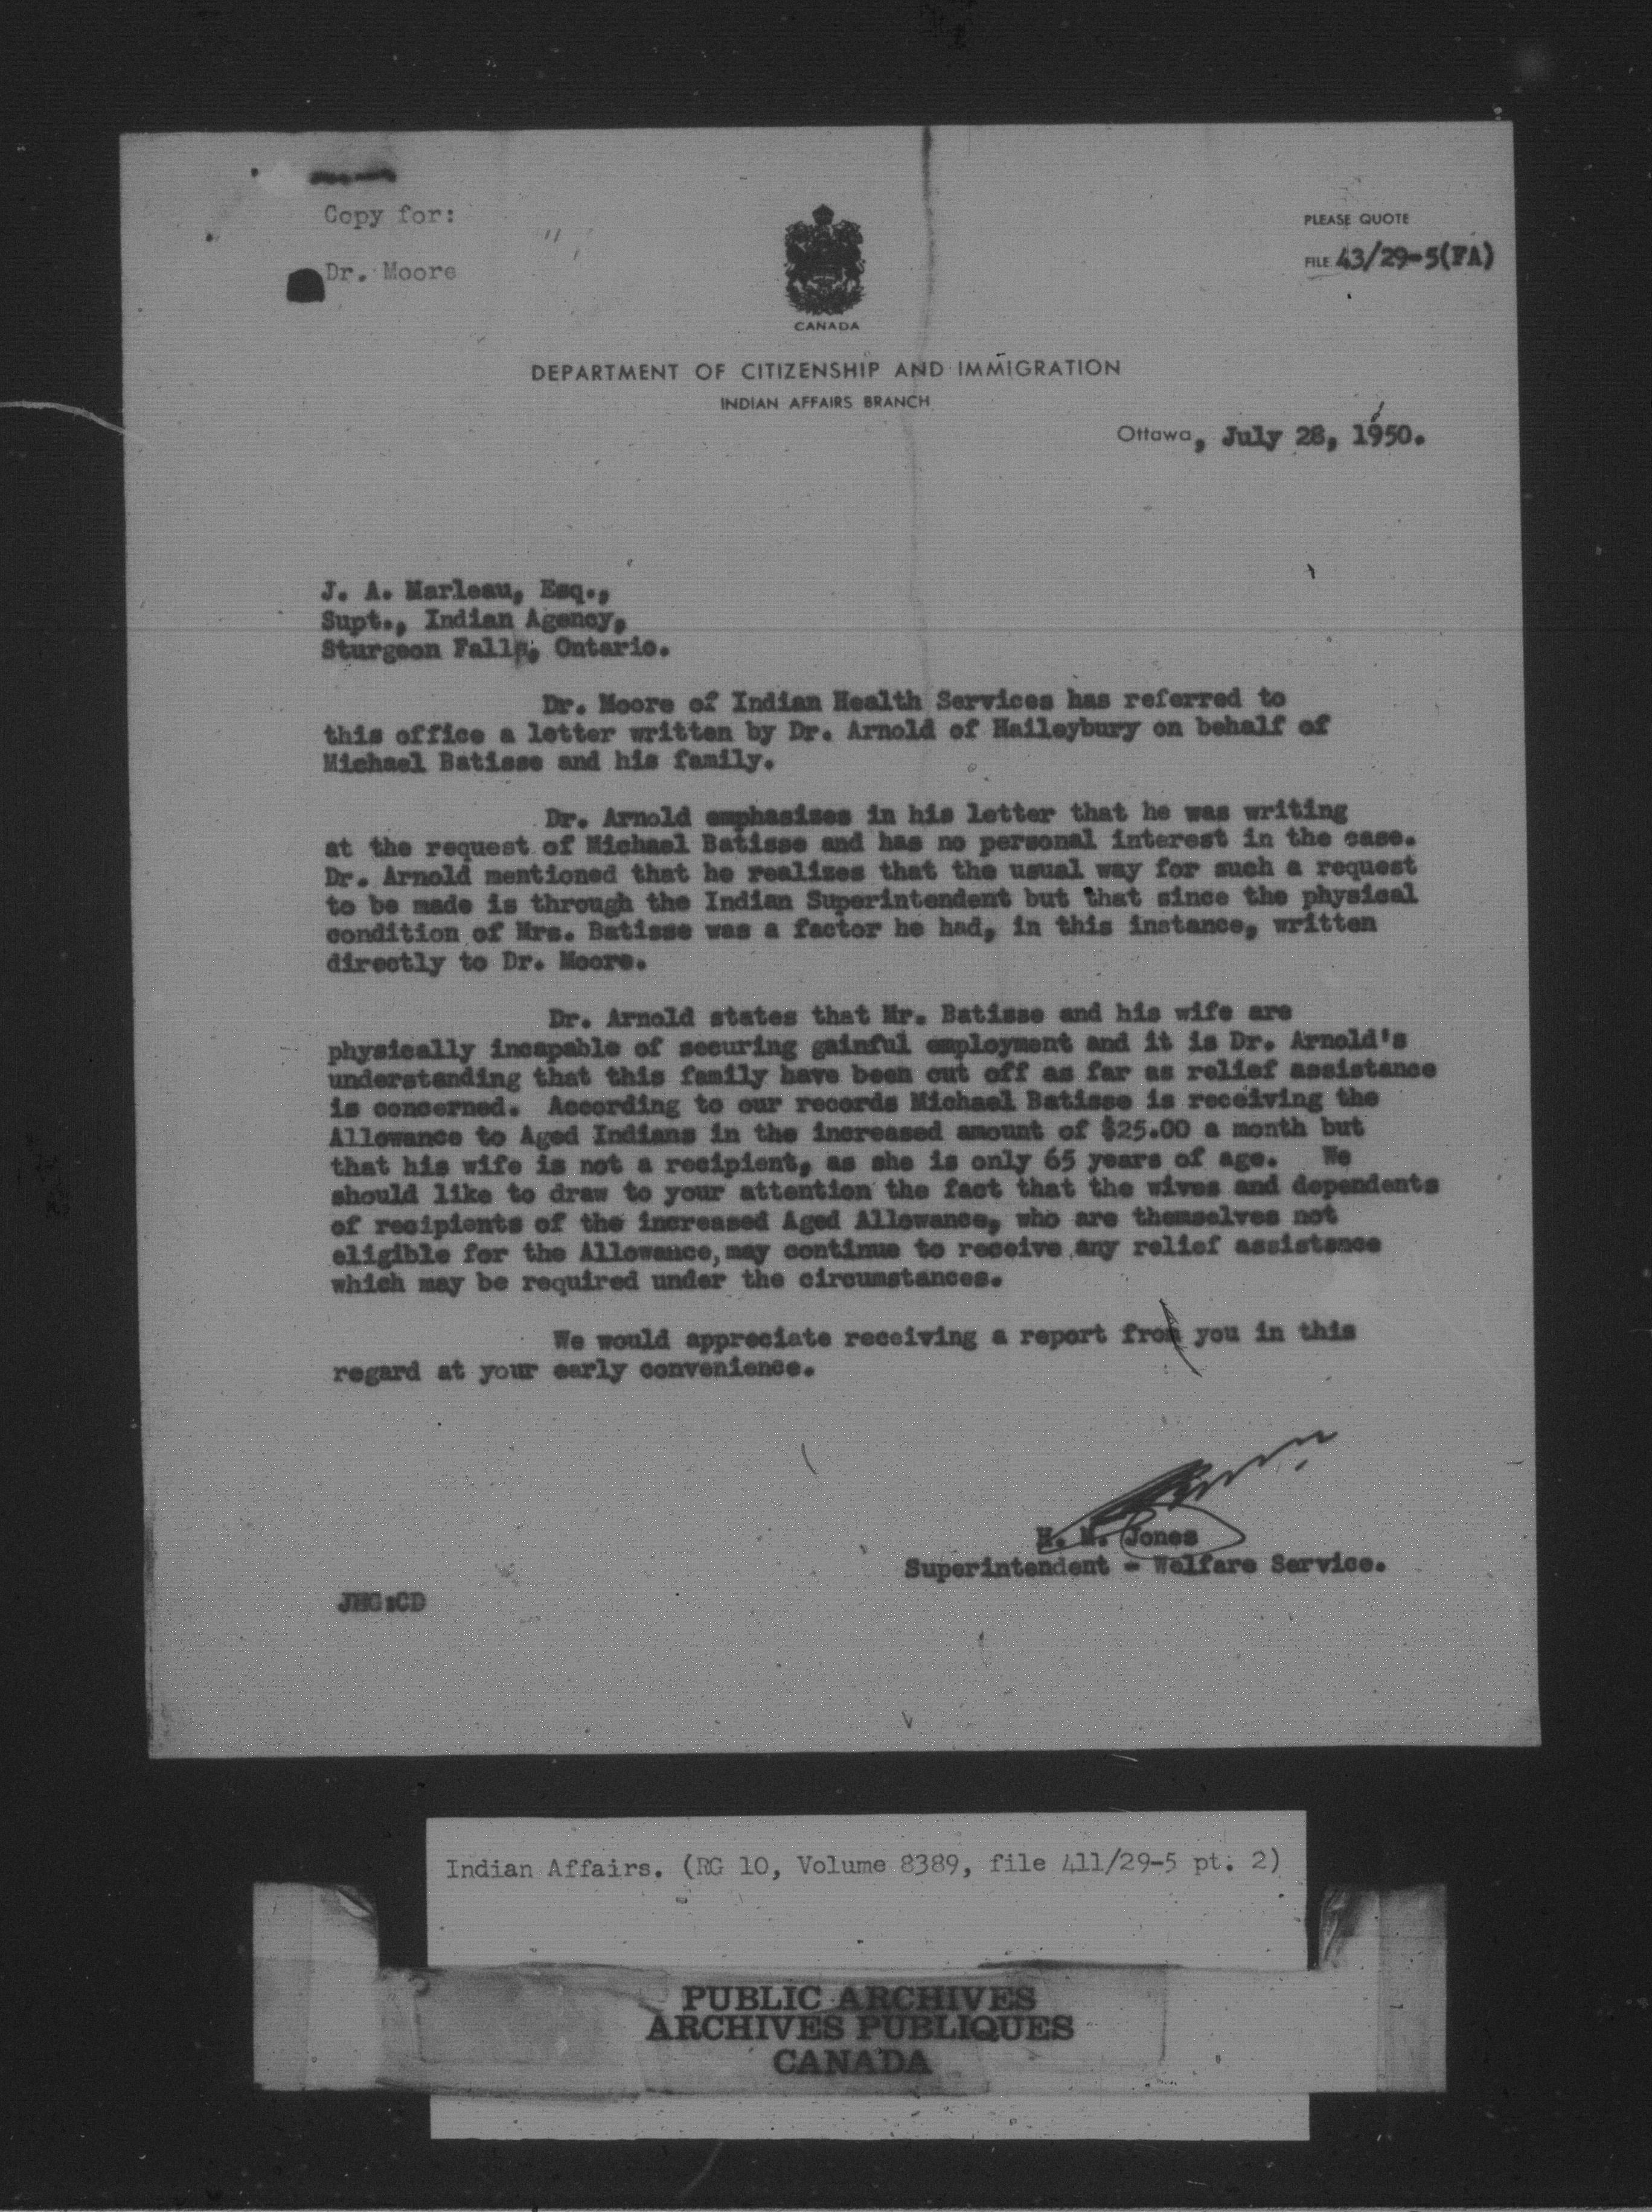 Copy for:
Dr. Moore
CANADA
PLEASE QUOTE
FILE 43/29-5(FA)
DEPARTMENT OF CITIZENSHIP AND IMMIGRATION
INDIAN AFFAIRS BRANCH
Ottawa, July 28, 1950.
J. A. Marleau, Esq.,
Supt., Indian Agency,
Sturgeon Falls, Ontario.
Dr. Moore of Indian Health Services has referred to
this office a letter written by Dr. Arnold of Haileybury on behalf of
Michael Batisse and his family.
Dr. Arnold emphasizes in his letter that he was writing
at the request of Michael Batisse and has no personal interest in the case.
Dr. Arnold mentioned that he realizes that the usual way for such a request
to be made is through the Indian Superintendent but that since the physical
condition of Mrs. Batisse was a factor he had, in this instance, written
directly to Dr. Moore.
Dr. Arnold states that Mr. Batisse and his wife are
physically incapable of securing gainful employment and it is Dr. Arnold's
understanding that this family have been cut off as far as relief assistance
is concerned. According to our records Michael Batisse is receiving the
Allowance to Aged Indians in the increased amount of $25.00 a month but
that his wife is not a recipient, as she is only 65 years of age. We
should like to draw to your attention the fact that the wives and dependents
of recipients of the increased Aged Allowance, who are themselves not
eligible for the Allowance, may continue to receive any relief assistance
which may be required under the circumstances.
We would appreciate receiving a report from you in this
regard at your early convenience.
H. M. Jones
Superintendent - Welfare Service.
JHG:CD
Indian Affairs. (RG 10, Volume 8389, file 411/29-5 pt. 2)
PUBLIC ARCHIVES
ARCHIVES PUBLIQUES
CANADA